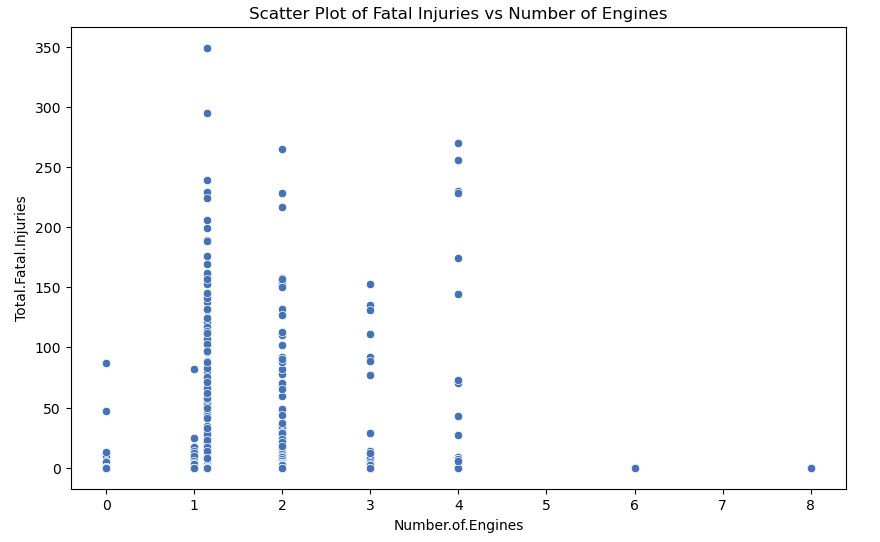 Scatter Plot of Fatal Injuries vs Number of Engines
350
300
250
200
150
100
50
0
Total.Fatal.Injuries
0 1 2 3 4 5 6 7 8
Number.of.Engines